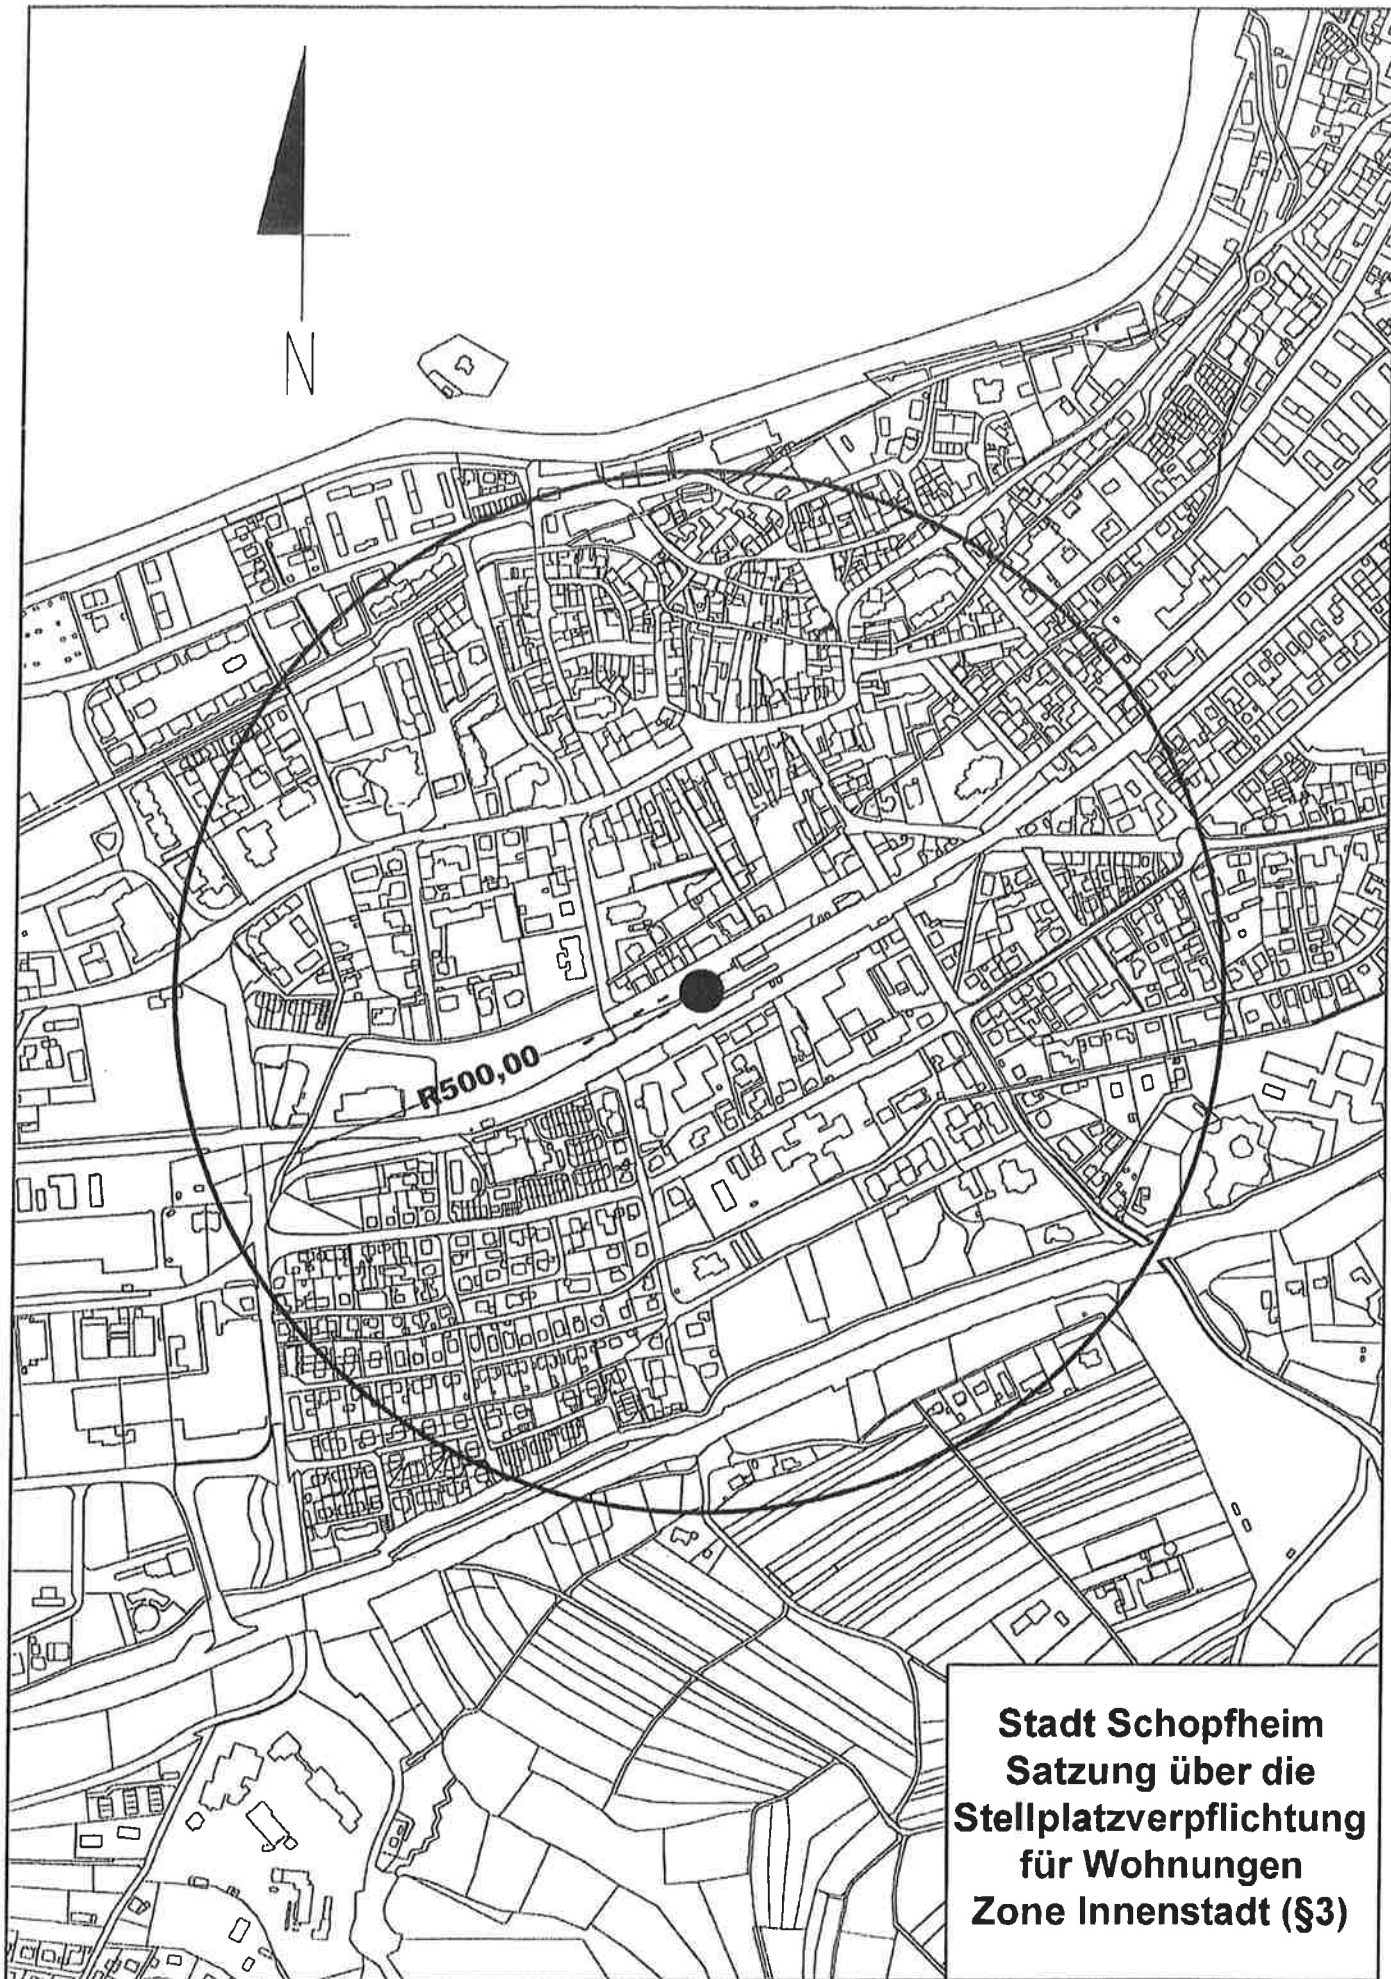 N
R500,00
Stadt Schopfheim
Satzung über die
Stellplatzverpflichtung
für Wohnungen
Zone Innenstadt (§3)